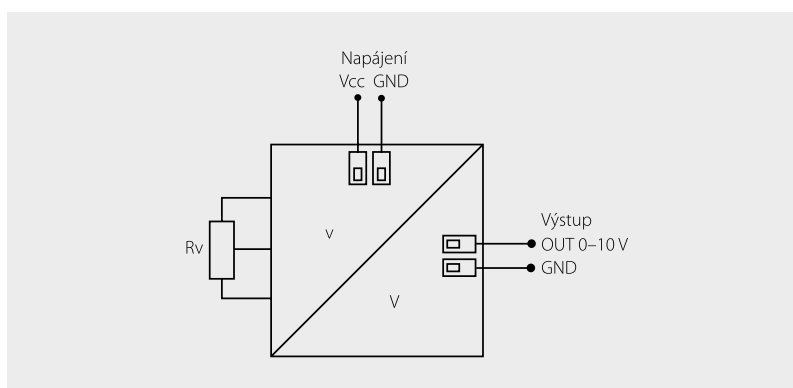 Napájení
Vcc GND
Výstup
Rv
v
OUT 0–10 V
GND
V